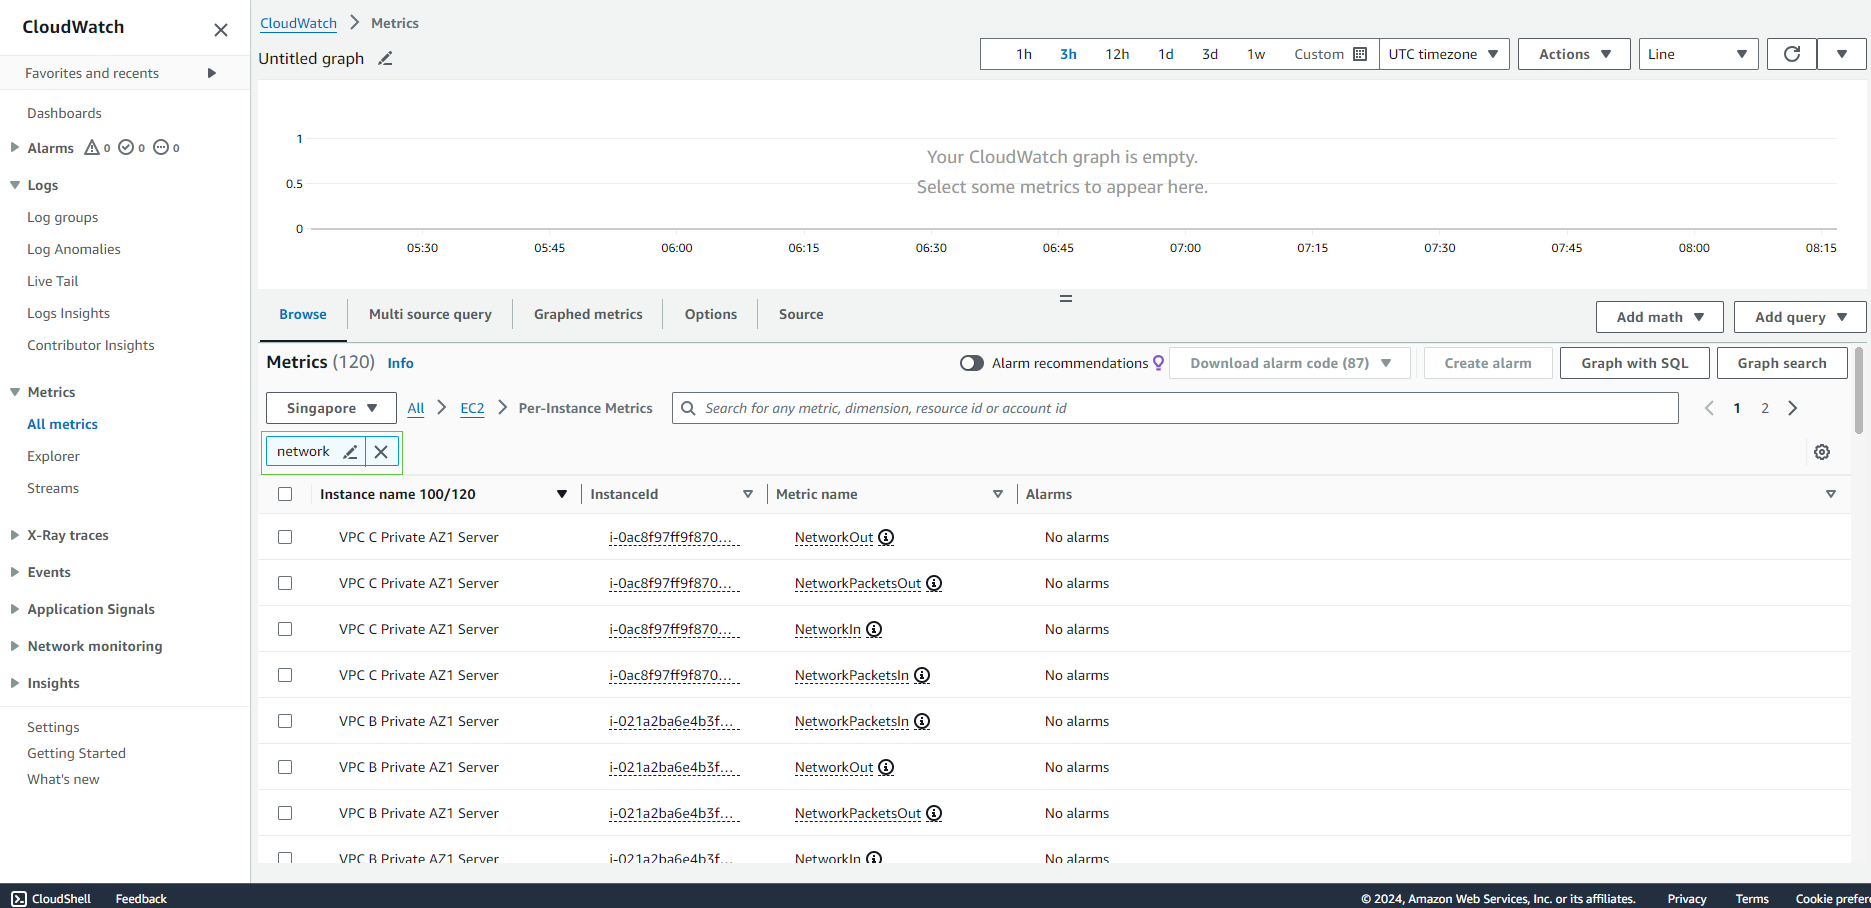 CloudWatch
Favorites and recents
Dashboards
Alarms 0 0 0
Logs
Log groups
Log Anomalies
Live Tail
Logs Insights
Contributor Insights
Metrics
All metrics
Explorer
Streams
X-Ray traces
Events
Application Signals
Network monitoring
Insights
Settings
Getting Started
What's new
CloudWatch Metrics
Untitled graph
1h 3h 12h 1d 3d 1w Custom UTC timezone Actions Line
1
0.5
0
Your CloudWatch graph is empty.
Select some metrics to appear here.
05:30 05:45 06:00 06:15 06:30 06:45 07:00 07:15 07:30 07:45 08:00 08:15
Browse Multi source query Graphed metrics Options Source Add math Add query
Metrics (120) Info Alarm recommendations Download alarm code (87) Create alarm Graph with SQL Graph search
Singapore All EC2 Per-Instance Metrics Search for any metric, dimension, resource id or account id 1 2
network
Instance name 100/120 InstanceId Metric name Alarms
VPC C Private AZ1 Server i-0ac8f97ff9f870... NetworkOut No alarms
VPC C Private AZ1 Server i-0ac8f97ff9f870... NetworkPacketsOut No alarms
VPC C Private AZ1 Server i-0ac8f97ff9f870... NetworkIn No alarms
VPC C Private AZ1 Server i-0ac8f97ff9f870... NetworkPacketsIn No alarms
VPC B Private AZ1 Server i-021a2ba6e4b3f... NetworkPacketsIn No alarms
VPC B Private AZ1 Server i-021a2ba6e4b3f... NetworkOut No alarms
VPC B Private AZ1 Server i-021a2ba6e4b3f... NetworkPacketsOut No alarms
VPC B Private AZ1 Server i-021a2ba6e4b3f... NetworkIn No alarms
CloudShell Feedback © 2024, Amazon Web Services, Inc. or its affiliates. Privacy Terms Cookie prefer